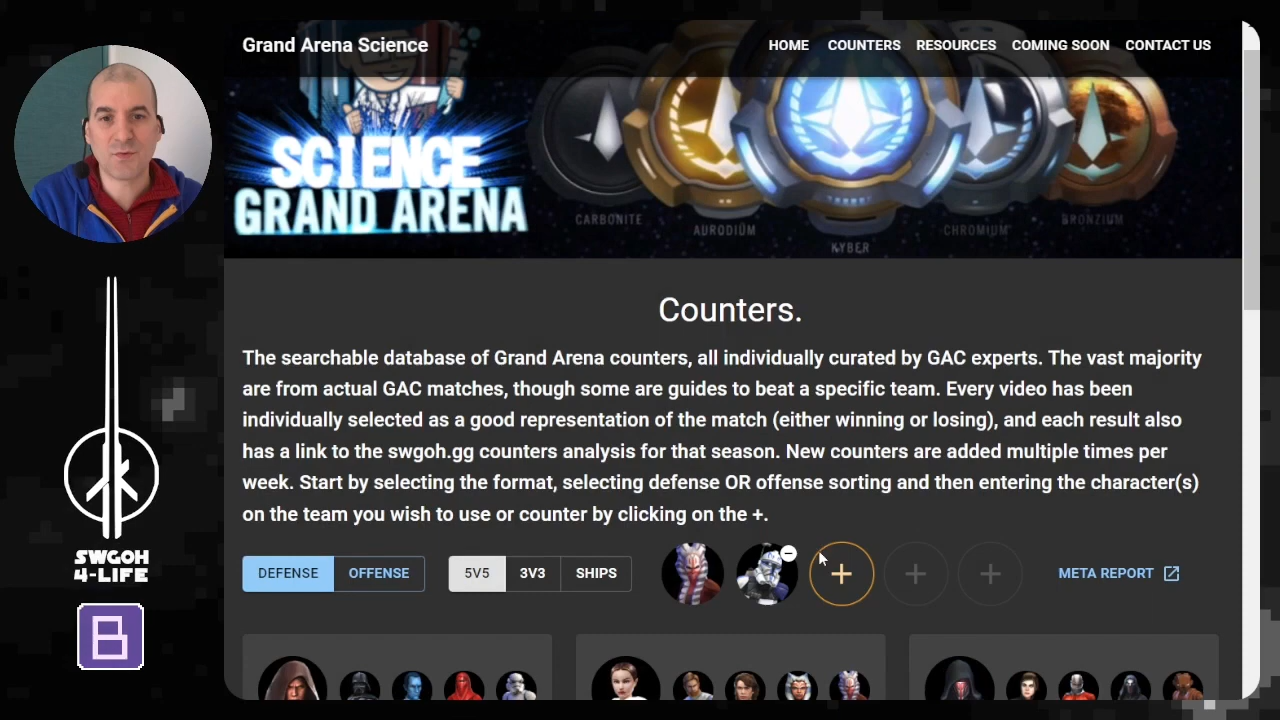 Grand Arena Science
HOME COUNTERS RESOURCES COMING SOON CONTACT US
SCIENCE
GRAND ARENA
CARBONITE
AURODIUM
KYBER
CHROMIUM
BRONZIUM
Counters.
The searchable database of Grand Arena counters, all individually curated by GAC experts. The vast majority
are from actual GAC matches, though some are guides to beat a specific team. Every video has been
individually selected as a good representation of the match (either winning or losing), and each result also
has a link to the swgoh.gg counters analysis for that season. New counters are added multiple times per
week. Start by selecting the format, selecting defense OR offense sorting and then entering the character(s)
on the team you wish to use or counter by clicking on the +.
DEFENSE OFFENSE 5V5 3V3 SHIPS META REPORT
SWGOH
4-LIFE
B